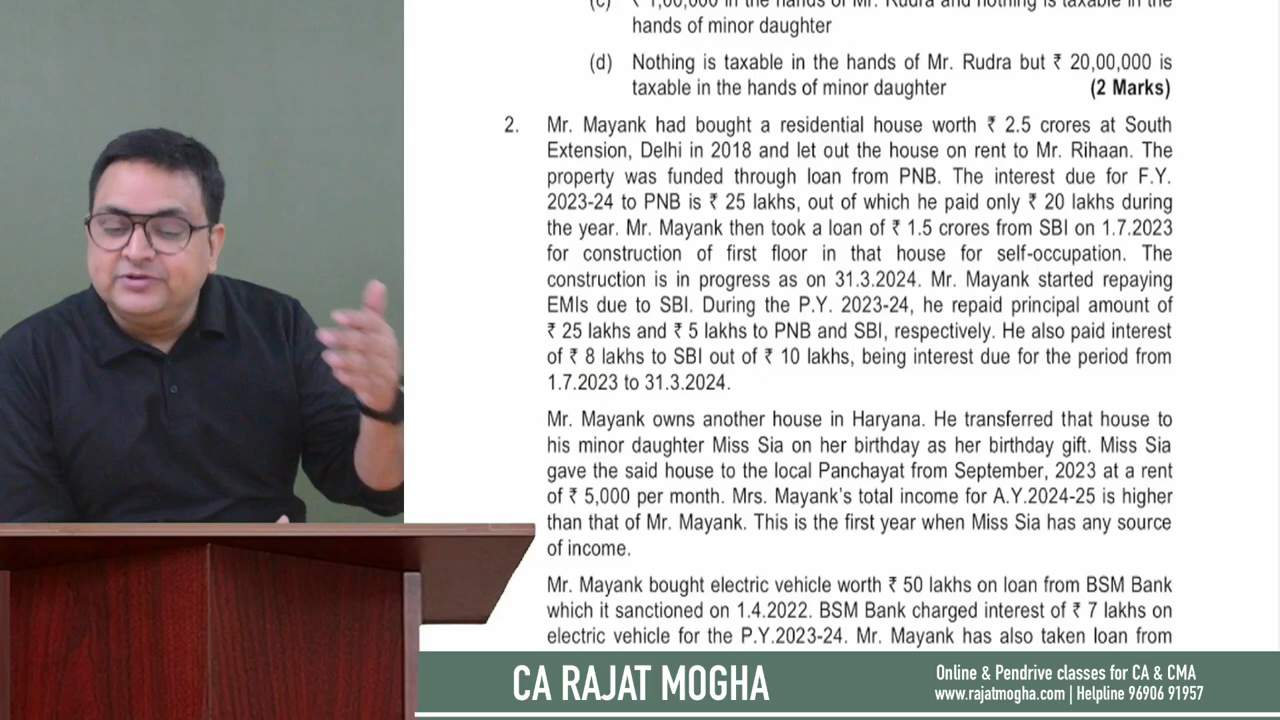 (c) ₹ 1,00,000 in the hands of Mr. Rudra and nothing is taxable in the
hands of minor daughter
(d) Nothing is taxable in the hands of Mr. Rudra but ₹ 20,00,000 is
taxable in the hands of minor daughter (2 Marks)
2. Mr. Mayank had bought a residential house worth ₹ 2.5 crores at South
Extension, Delhi in 2018 and let out the house on rent to Mr. Rihaan. The
property was funded through loan from PNB. The interest due for F.Y.
2023-24 to PNB is ₹ 25 lakhs, out of which he paid only ₹ 20 lakhs during
the year. Mr. Mayank then took a loan of ₹ 1.5 crores from SBI on 1.7.2023
for construction of first floor in that house for self-occupation. The
construction is in progress as on 31.3.2024. Mr. Mayank started repaying
EMIs due to SBI. During the P.Y. 2023-24, he repaid principal amount of
₹ 25 lakhs and ₹ 5 lakhs to PNB and SBI, respectively. He also paid interest
of ₹ 8 lakhs to SBI out of ₹ 10 lakhs, being interest due for the period from
1.7.2023 to 31.3.2024.
Mr. Mayank owns another house in Haryana. He transferred that house to
his minor daughter Miss Sia on her birthday as her birthday gift. Miss Sia
gave the said house to the local Panchayat from September, 2023 at a rent
of ₹ 5,000 per month. Mrs. Mayank's total income for A.Y.2024-25 is higher
than that of Mr. Mayank. This is the first year when Miss Sia has any source
of income.
Mr. Mayank bought electric vehicle worth ₹ 50 lakhs on loan from BSM Bank
which it sanctioned on 1.4.2022. BSM Bank charged interest of ₹ 7 lakhs on
electric vehicle for the P.Y.2023-24. Mr. Mayank has also taken loan from
CA RAJAT MOGHA
Online & Pendrive classes for CA & CMA
www.rajatmogha.com | Helpline 96906 91957